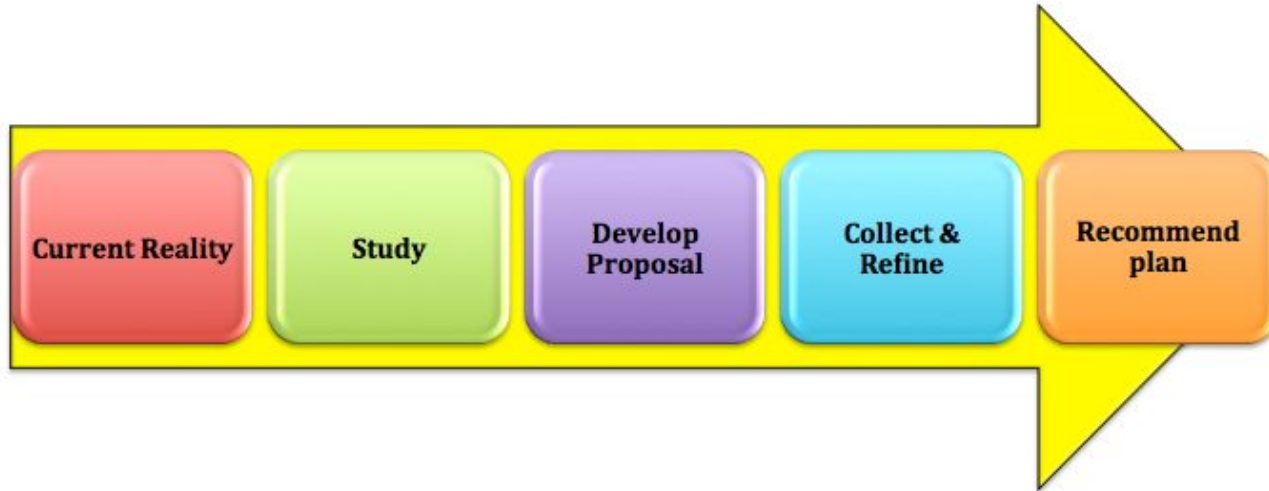 Current Reality
Study
Develop
Proposal
Collect &
Refine
Recommend
plan